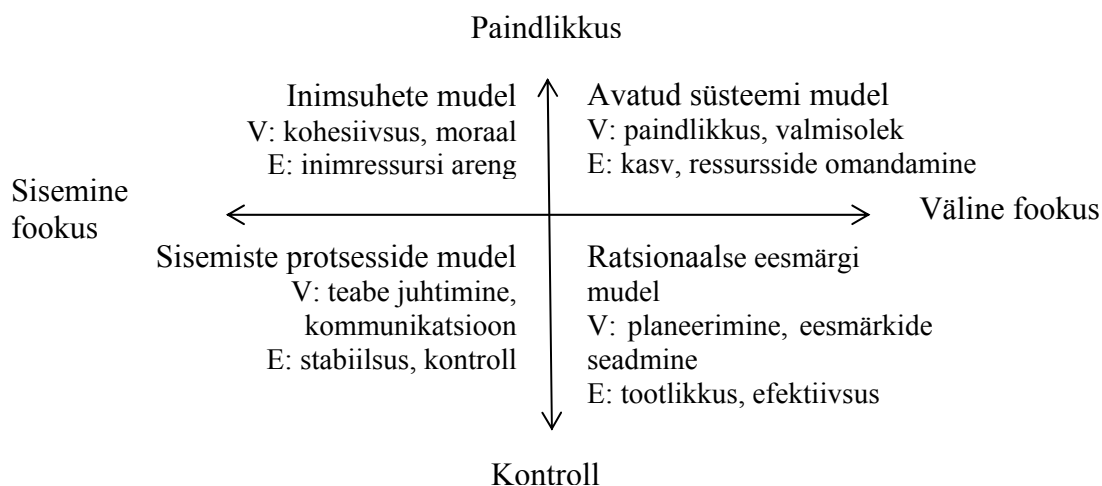 Paindlikkus
Inimsuhete mudel
V: kohesiivsus, moraal
E: inimressursi areng
Avatud süsteemi mudel
V: paindlikkus, valmisolek
E: kasv, ressursside omandamine
Sisemine
fookus
Väline fookus
Sisemiste protsesside mudel
V: teabe juhtimine,
kommunikatsioon
E: stabiilsus, kontroll
Ratsionaalse eesmärgi
mudel
V: planeerimine, eesmärkide
seadmine
E: tootlikkus, efektiivsus
Kontroll